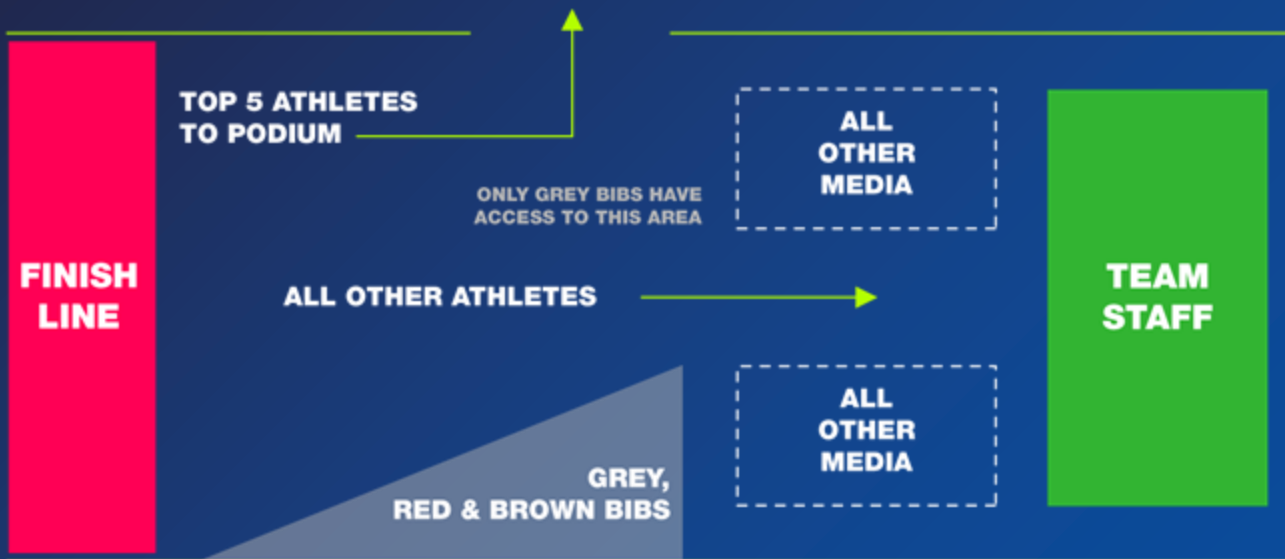 TOP 5 ATHLETES
TO PODIUM
ALL
OTHER
MEDIA
ONLY GREY BIBS HAVE
ACCESS TO THIS AREA
FINISH
LINE
ALL OTHER ATHLETES
TEAM
STAFF
ALL
OTHER
MEDIA
GREY,
RED & BROWN BIBS